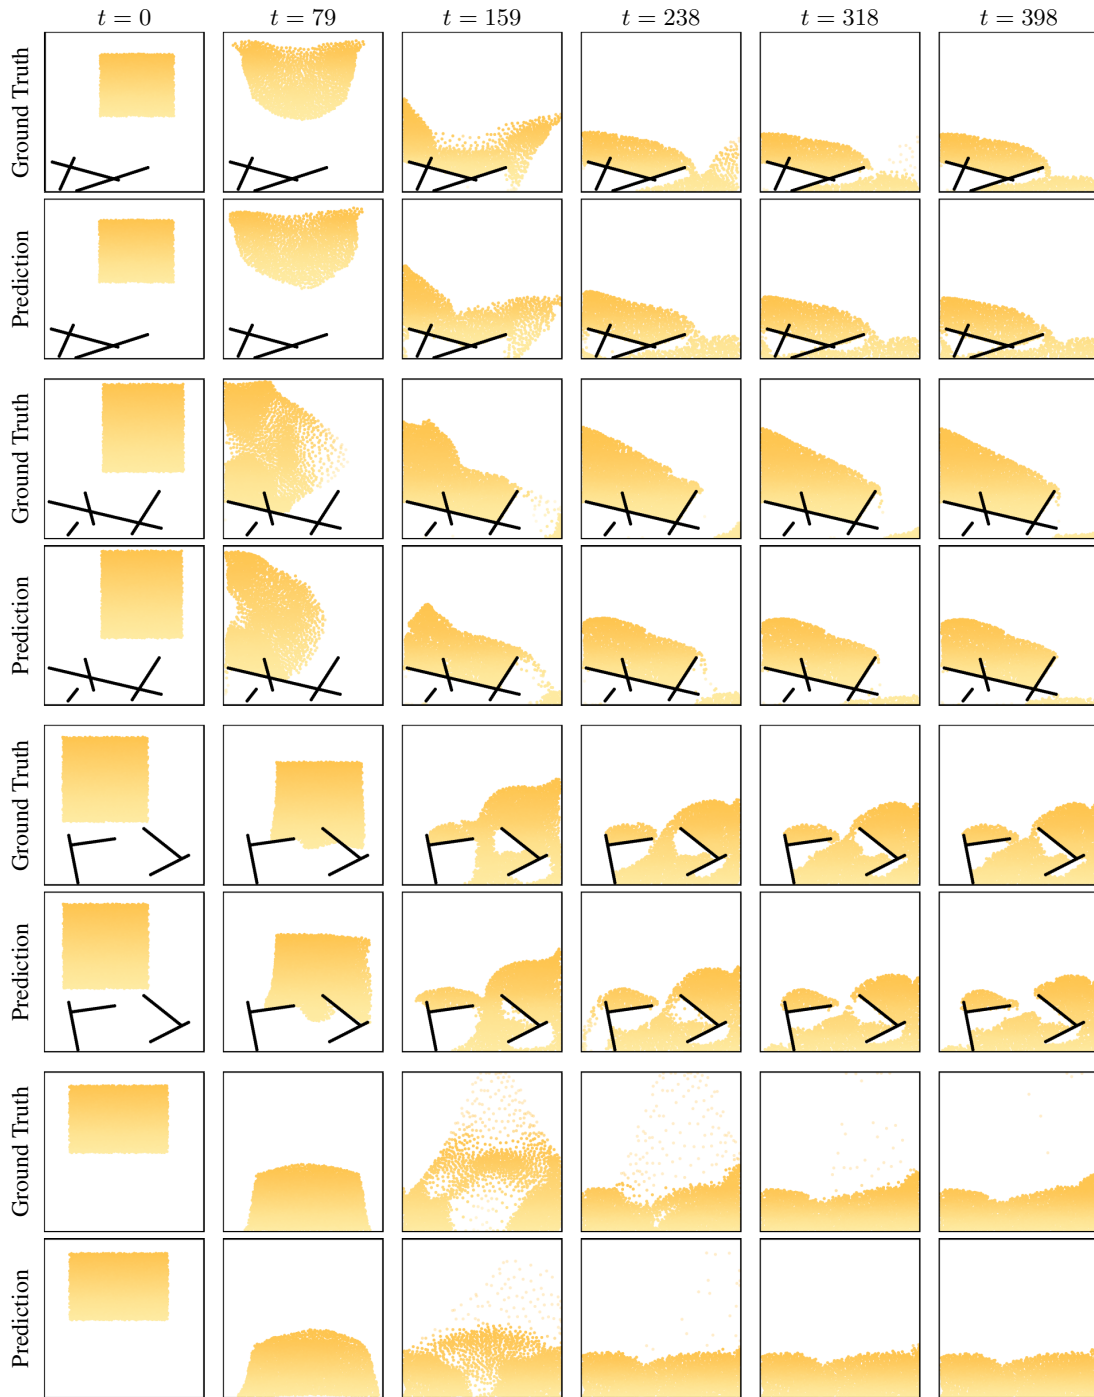 t = 0 t = 79 t = 159 t = 238 t = 318 t = 398
Ground Truth
Prediction
Ground Truth
Prediction
Ground Truth
Prediction
Ground Truth
Prediction